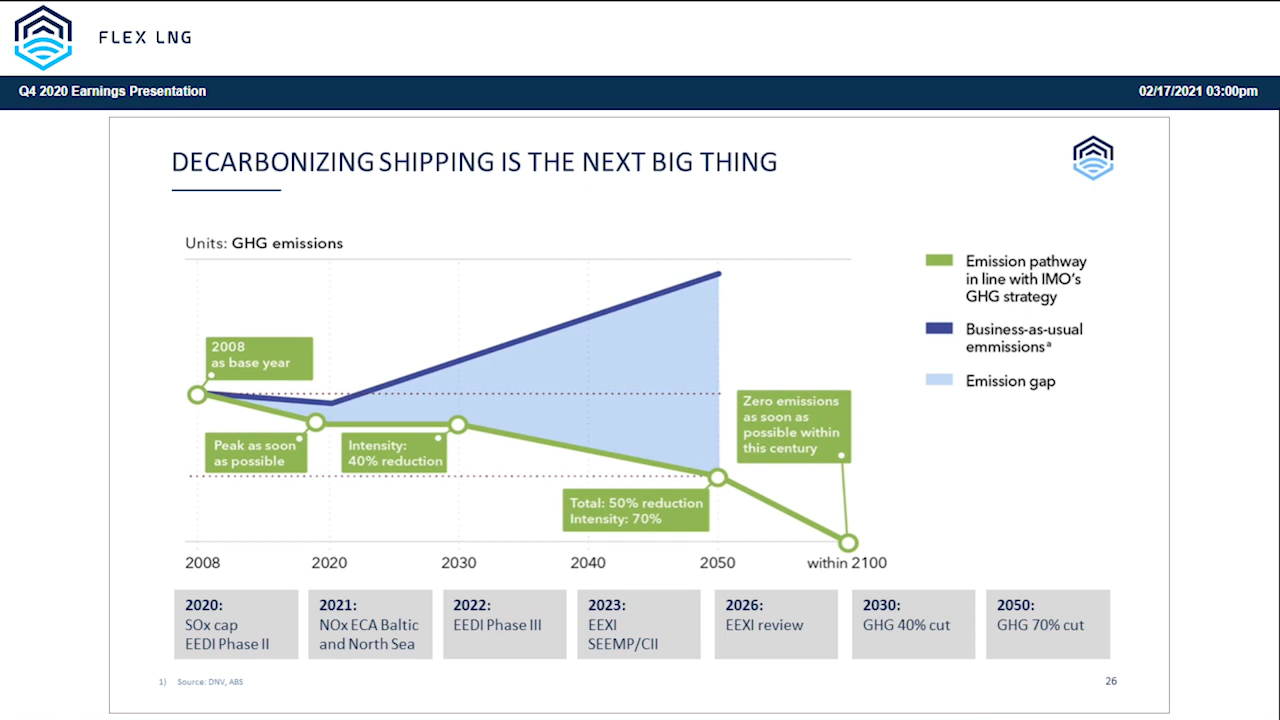 FLEX LNG
Q4 2020 Earnings Presentation
02/17/2021 03:00pm
DECARBONIZING SHIPPING IS THE NEXT BIG THING
Units: GHG emissions
Emission pathway
in line with IMO's
GHG strategy
Business-as-usual
emmissionsª
Emission gap
2008
as base year
Peak as soon
as possible
Intensity:
40% reduction
Total: 50% reduction
Intensity: 70%
Zero emissions
as soon as
possible within
this century
2008
2020
2030
2040
2050
within 2100
2020:
SOx cap
EEDI Phase II
2021:
NOx ECA Baltic
and North Sea
2022:
EEDI Phase III
2023:
EEXI
SEEMP/CII
2026:
EEXI review
2030:
GHG 40% cut
2050:
GHG 70% cut
1) Source: DNV, ABS
26